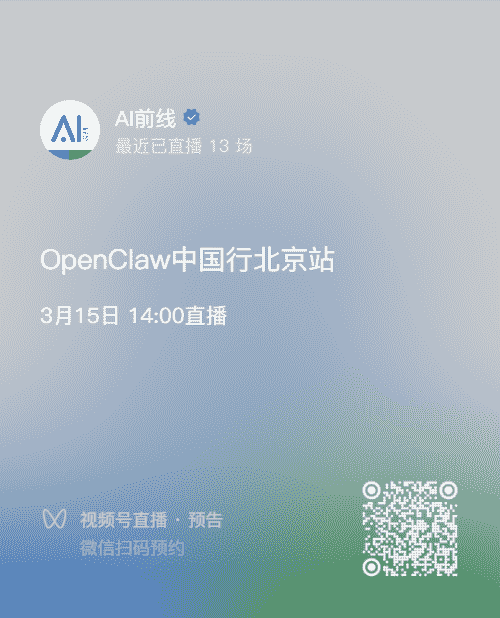 AI前线
最近已直播 13 场
OpenClaw中国行北京站
3月15日 14:00直播
视频号直播 · 预告
微信扫码预约